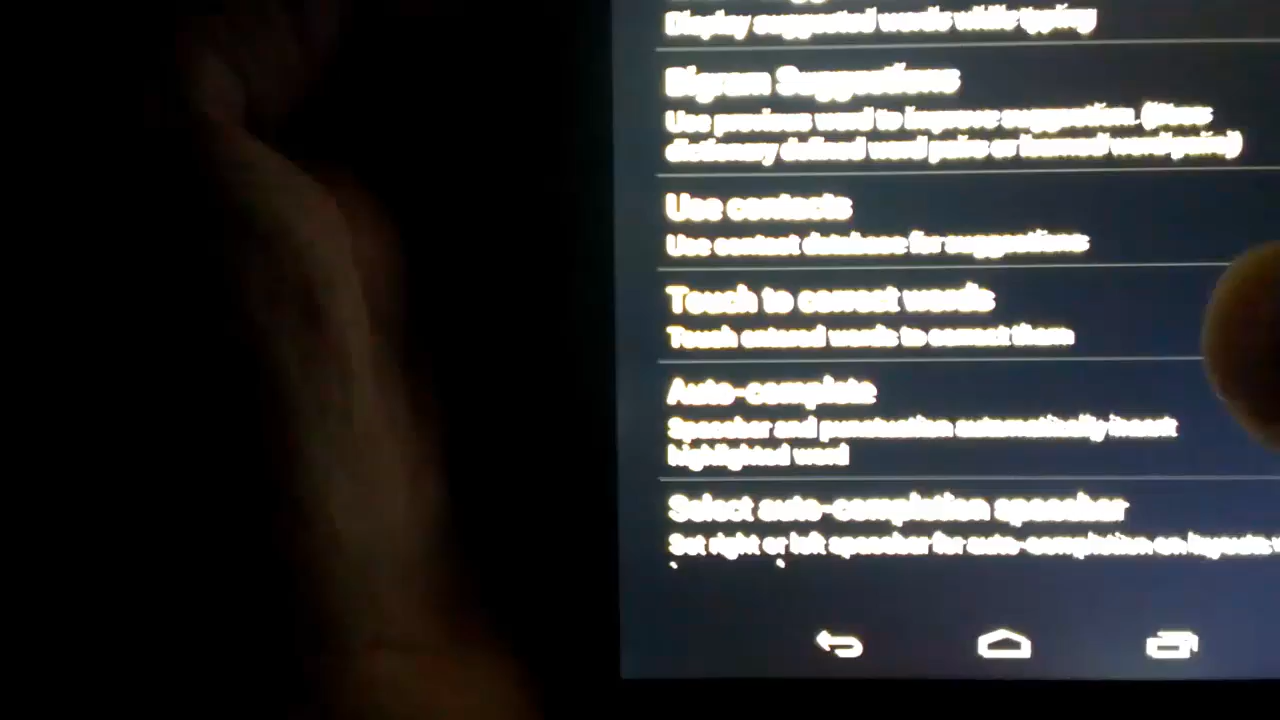 Display suggested words while typing
Bigram Suggestions
Use previous word to improve suggestion. (Uses
dictionary defined word pairs or learned word pairing)
Use contacts
Use contact database for suggestions
Touch to correct words
Touch entered words to correct them
Auto-complete
Spacebar and punctuation automatically insert
highlighted word
Select auto-completion spacebar
Set right or left spacebar for auto-completion on layouts